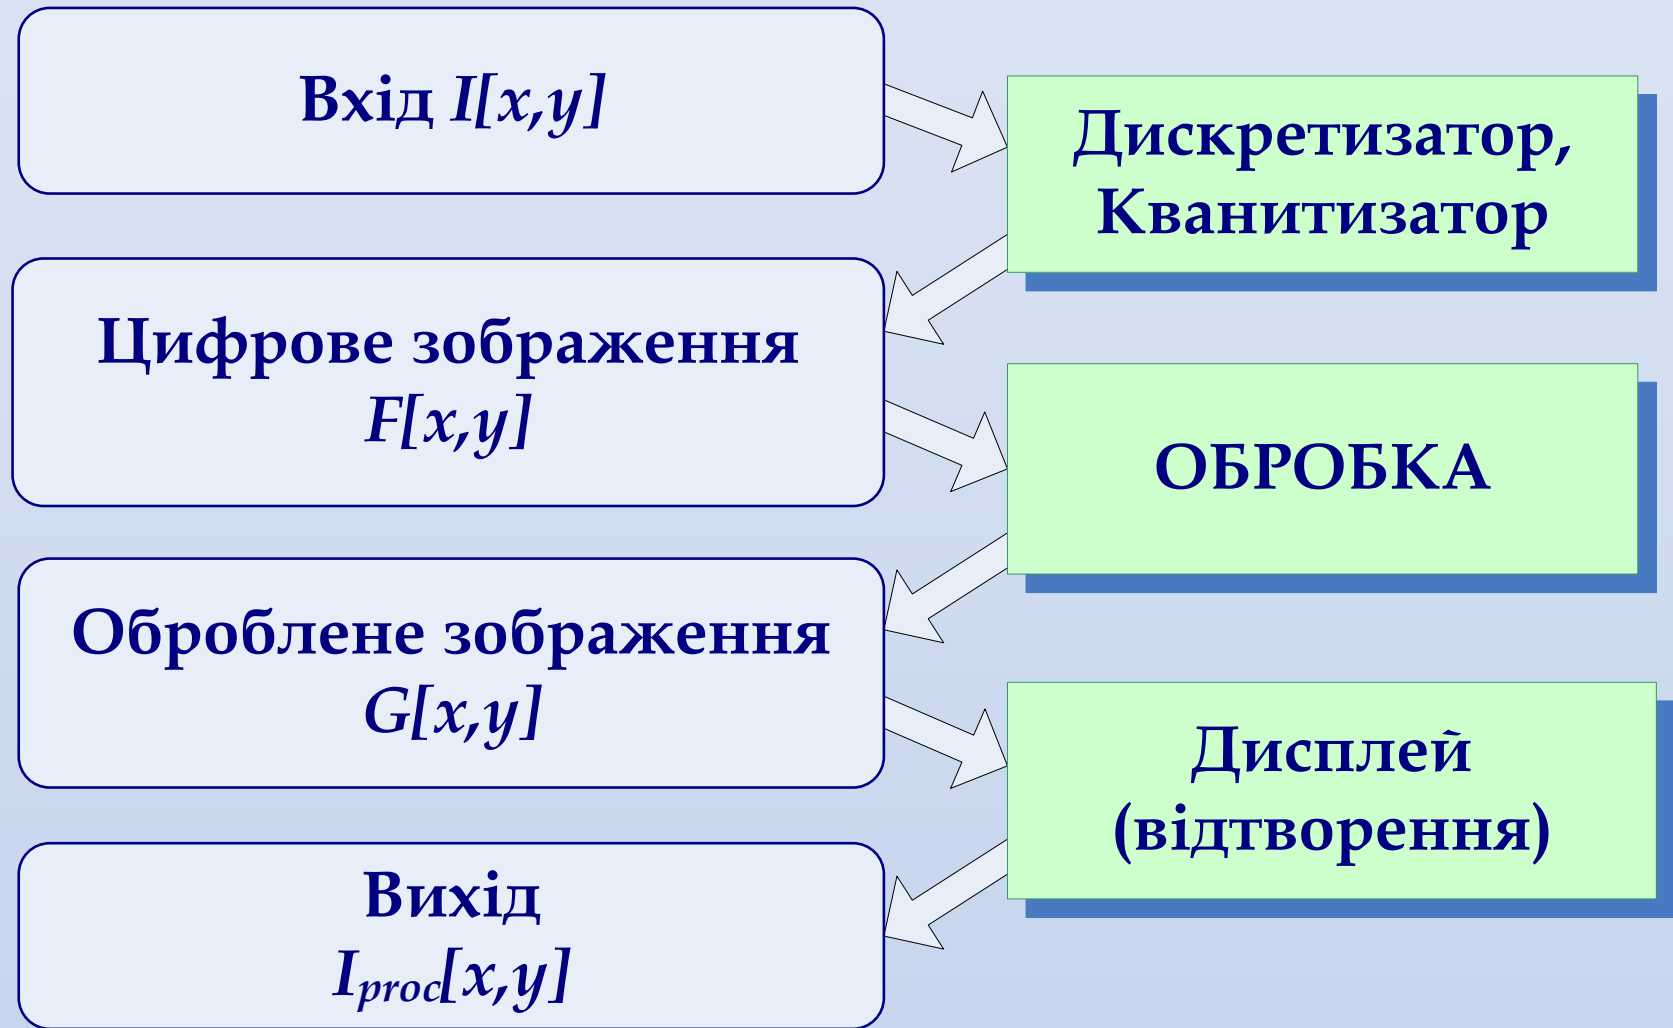 Вхід I[x,y]
Дискретизатор,
Кванитизатор
Цифрове зображення
F[x,y]
ОБРОБКА
Оброблене зображення
G[x,y]
Дисплей
(відтворення)
Вихід
Iproc[x,y]